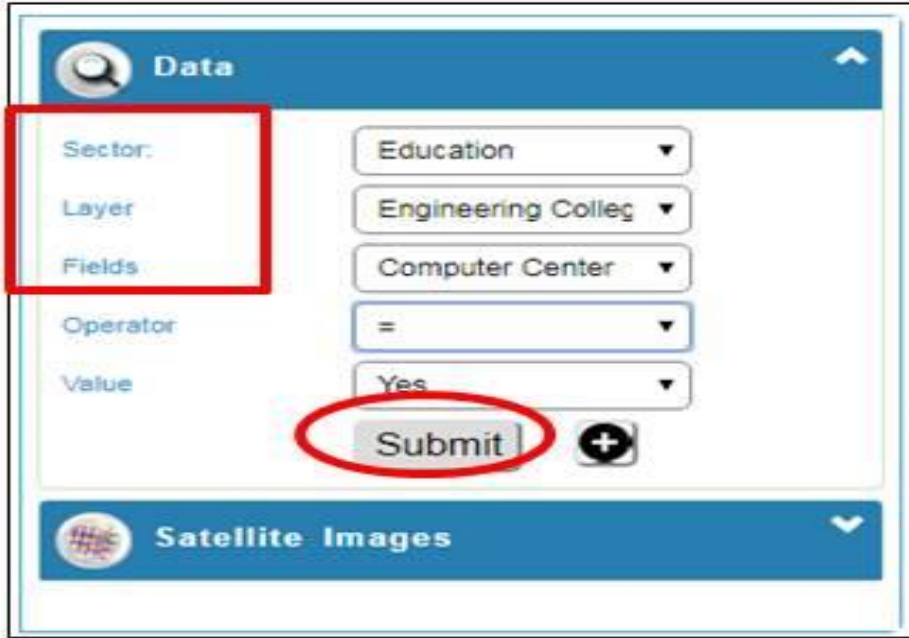 Data
Sector: Education
Layer Engineering Colleg
Fields Computer Center
Operator =
Value Yes
Submit
Satellite Images